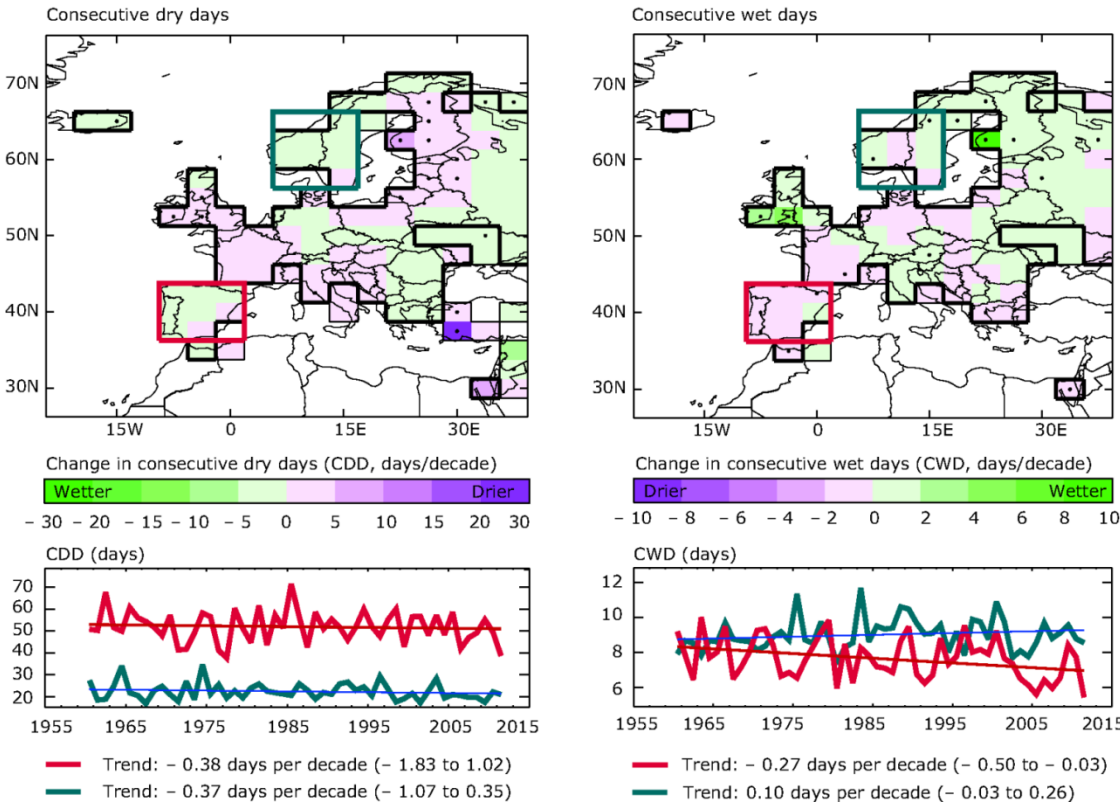 Consecutive dry days
70N
60N
50N
40N
30N
15W 0 15E 30E
Change in consecutive dry days (CDD, days/decade)
Wetter Drier
– 30 – 20 – 15 – 10 – 5 0 5 10 15 20 30
CDD (days)
70
60
50
40
30
20
1955 1965 1975 1985 1995 2005 2015
Trend: – 0.38 days per decade (– 1.83 to 1.02)
Trend: – 0.37 days per decade (– 1.07 to 0.35)
Consecutive wet days
70N
60N
50N
40N
30N
15W 0 15E 30E
Change in consecutive wet days (CWD, days/decade)
Drier Wetter
– 10 – 8 – 6 – 4 – 2 0 2 4 6 8 10
CWD (days)
12
10
8
6
1955 1965 1975 1985 1995 2005 2015
Trend: – 0.27 days per decade (– 0.50 to – 0.03)
Trend: 0.10 days per decade (– 0.03 to 0.26)